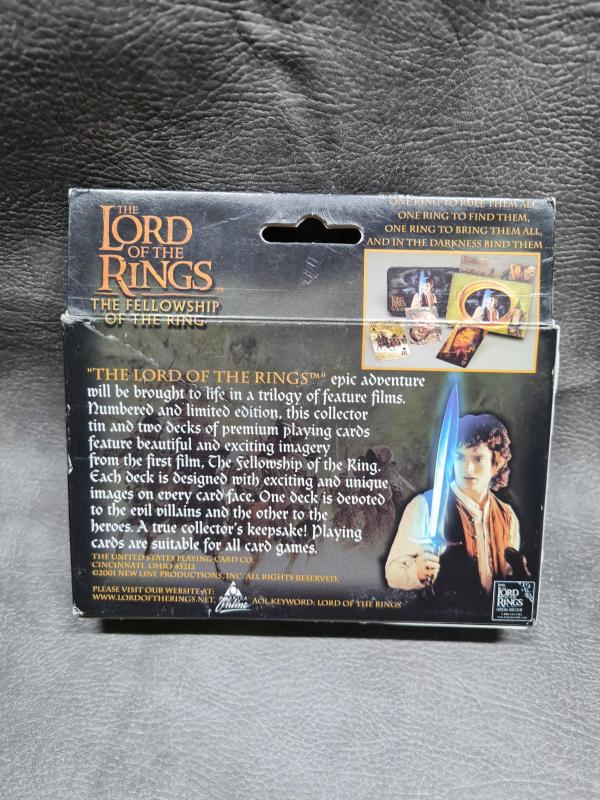 THE
LORD
OF THE
RINGS™
THE FELLOWSHIP
OF THE RING
ONE RING TO RULE THEM ALL,
ONE RING TO FIND THEM,
ONE RING TO BRING THEM ALL,
AND IN THE DARKNESS BIND THEM...
LORD
RINGS
"THE LORD OF THE RINGS™" epic adventure
will be brought to life in a trilogy of feature films.
Numbered and limited edition, this collector
tin and two decks of premium playing cards
feature beautiful and exciting imagery
from the first film, The Fellowship of the Ring.
Each deck is designed with exciting and unique
images on every card face. One deck is devoted
to the evil villains and the other to the
heroes. A true collector's keepsake! Playing
cards are suitable for all card games.
THE UNITED STATES PLAYING CARD CO.
CINCINNATI, OHIO 45212
©2001 NEW LINE PRODUCTIONS, INC. ALL RIGHTS RESERVED.
PLEASE VISIT OUR WEBSITE AT:
WWW.LORDOFTHERINGS.NET
AMERICA
Online
AOL KEYWORD: LORD OF THE RINGS
LORD
OF THE
RINGS